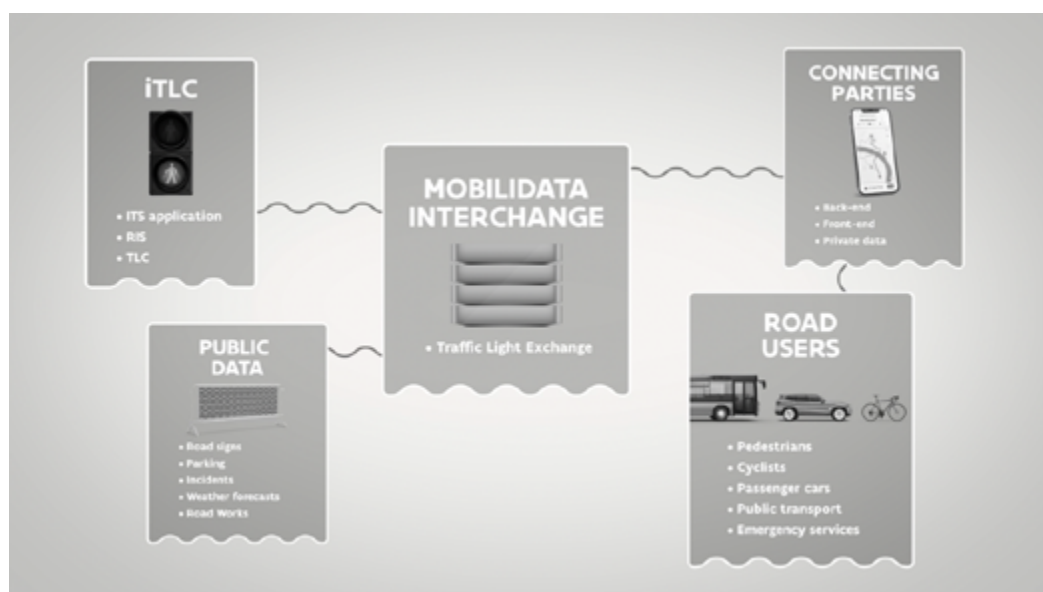 iTLC
• ITS application
• RIS
• TLC
MOBILIDATA
INTERCHANGE
• Traffic Light Exchange
CONNECTING
PARTIES
• Back-end
• Front-end
• Private data
PUBLIC
DATA
• Road signs
• Parking
• Incidents
• Weather forecasts
• Road Works
ROAD
USERS
• Pedestrians
• Cyclists
• Passenger cars
• Public transport
• Emergency services